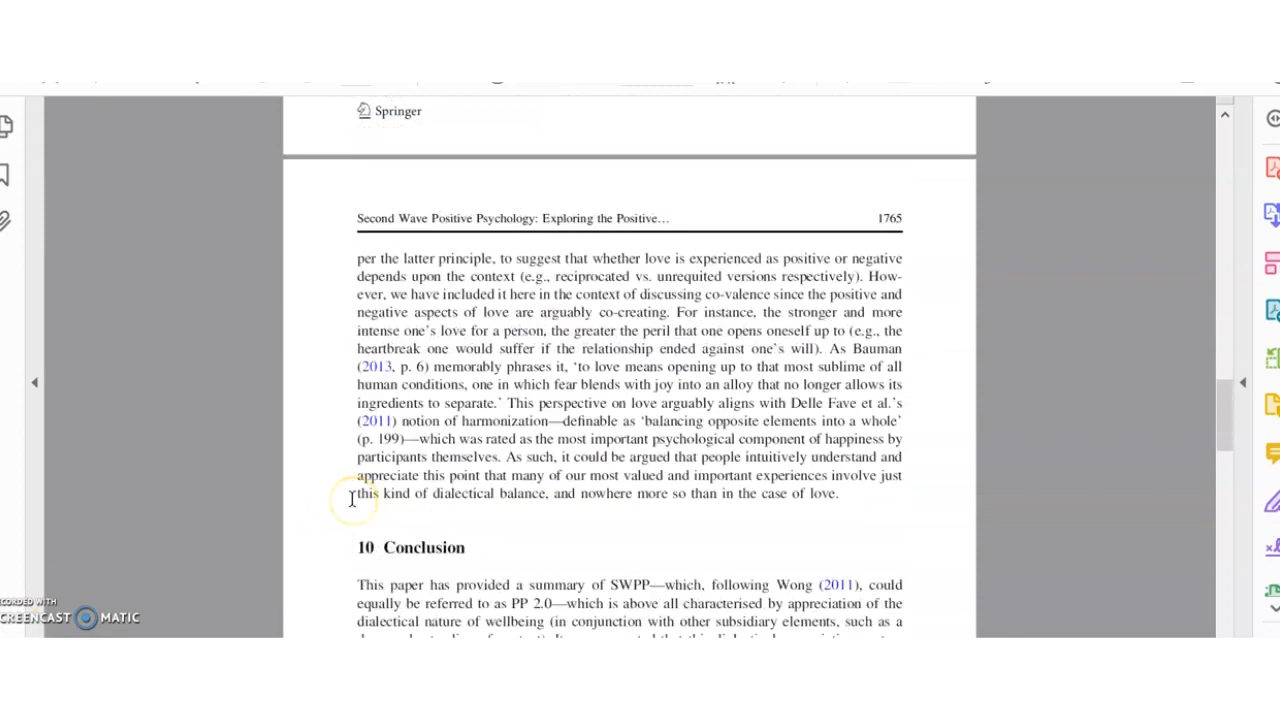 Springer
Second Wave Positive Psychology: Exploring the Positive… 1765
per the latter principle, to suggest that whether love is experienced as positive or negative
depends upon the context (e.g., reciprocated vs. unrequited versions respectively). How-
ever, we have included it here in the context of discussing co-valence since the positive and
negative aspects of love are arguably co-creating. For instance, the stronger and more
intense one's love for a person, the greater the peril that one opens oneself up to (e.g., the
heartbreak one would suffer if the relationship ended against one's will). As Bauman
(2013, p. 6) memorably phrases it, 'to love means opening up to that most sublime of all
human conditions, one in which fear blends with joy into an alloy that no longer allows its
ingredients to separate.' This perspective on love arguably aligns with Delle Fave et al.'s
(2011) notion of harmonization—definable as 'balancing opposite elements into a whole'
(p. 199)—which was rated as the most important psychological component of happiness by
participants themselves. As such, it could be argued that people intuitively understand and
appreciate this point that many of our most valued and important experiences involve just
this kind of dialectical balance, and nowhere more so than in the case of love.
10 Conclusion
This paper has provided a summary of SWPP—which, following Wong (2011), could
equally be referred to as PP 2.0—which is above all characterised by appreciation of the
dialectical nature of wellbeing (in conjunction with other subsidiary elements, such as a
ECORDED WITH
CREENCAST MATIC